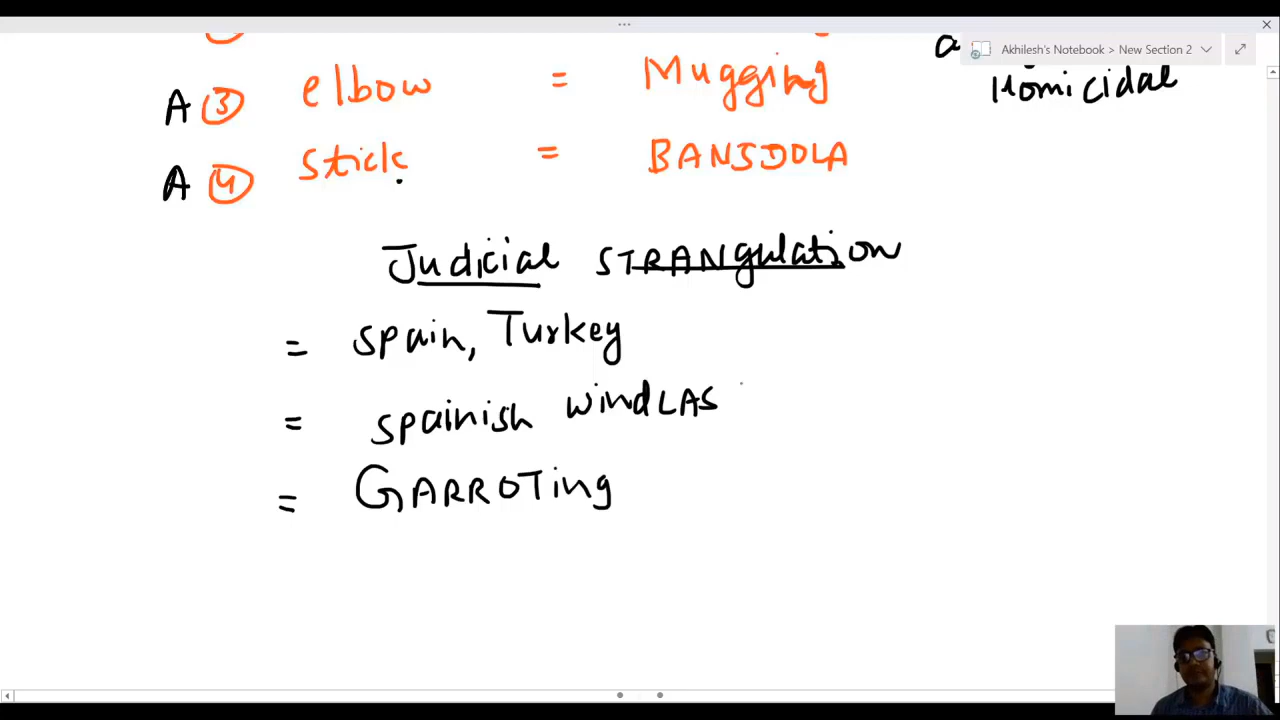 Akhilesh's Notebook > New Section 2
Homicidal
A ③ elbow = Mugging
A ④ stick = BANSDOLA
Judicial STRANgulation
= spain, Turkey
= spainish windLAS
= GARROTing